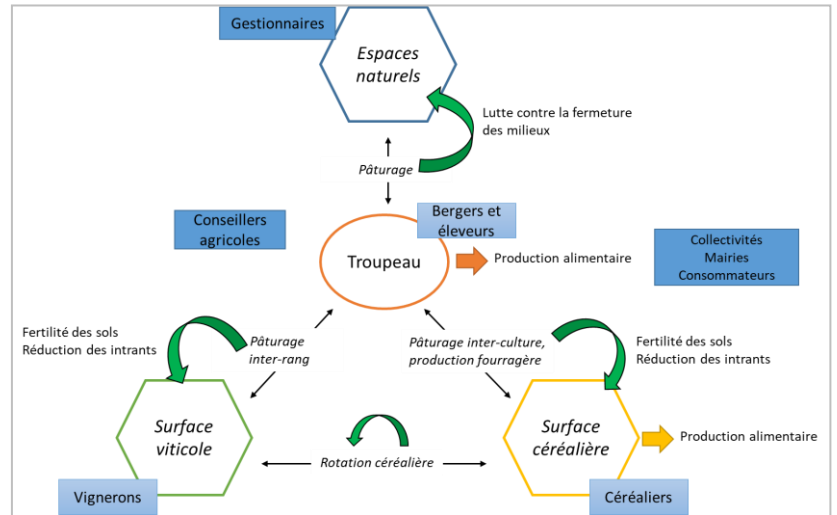 Gestionnaires
Espaces
naturels
Lutte contre la fermeture
des milieux
Pâturage
Conseillers
agricoles
Bergers et
éleveurs
Troupeau
Production alimentaire
Collectivités
Mairies
Consommateurs
Fertilité des sols
Réduction des intrants
Pâturage
inter-rang
Pâturage inter-culture,
production fourragère
Fertilité des sols
Réduction des intrants
Surface
viticole
Rotation céréalière
Surface
céréalière
Production alimentaire
Vignerons
Céréaliers